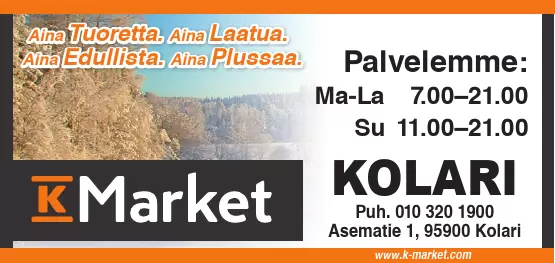 Aina Tuoretta. Aina Laatua.
Aina Edullista. Aina Plussaa.
Palvelemme:
Ma-La 7.00–21.00
Su 11.00–21.00
K Market
KOLARI
Puh. 010 320 1900
Asematie 1, 95900 Kolari
www.k-market.com